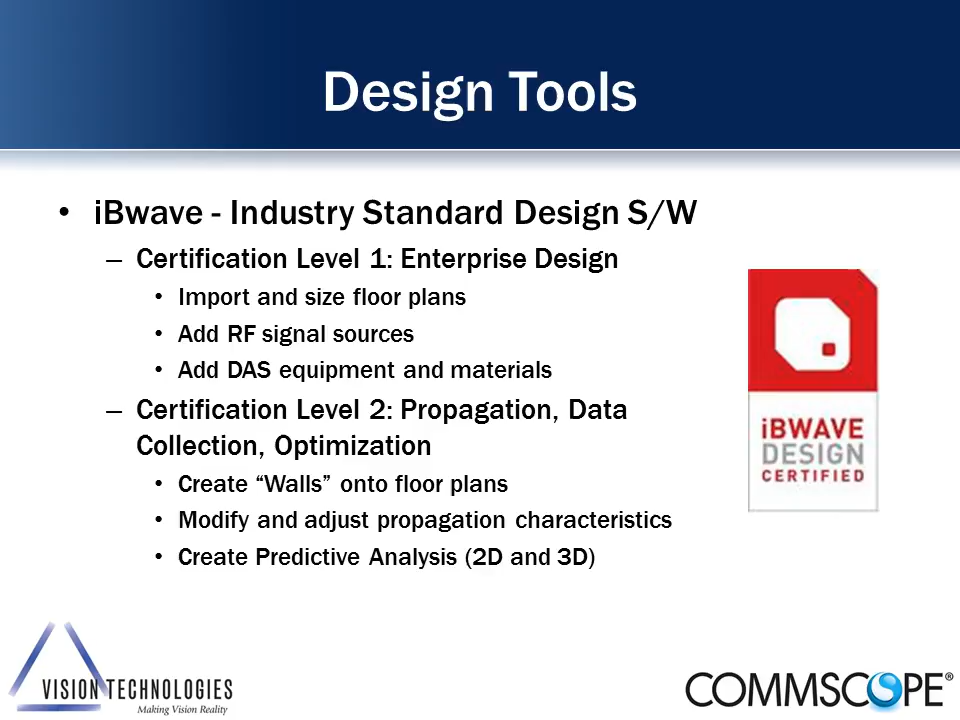 Design Tools
• iBwave - Industry Standard Design S/W
– Certification Level 1: Enterprise Design
• Import and size floor plans
• Add RF signal sources
• Add DAS equipment and materials
– Certification Level 2: Propagation, Data
Collection, Optimization
• Create “Walls” onto floor plans
• Modify and adjust propagation characteristics
• Create Predictive Analysis (2D and 3D)
iBWAVE
DESIGN
CERTIFIED
VISION TECHNOLOGIES
Making Vision Reality
COMMSCOPE®